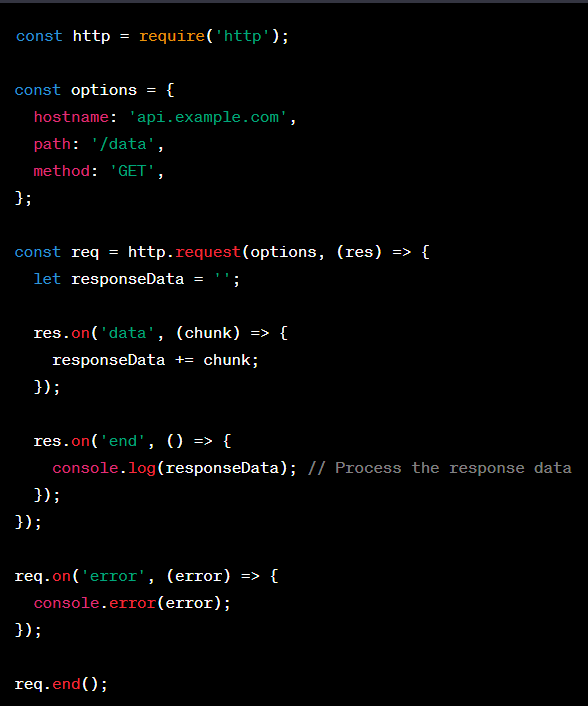 const http = require('http');
const options = {
hostname: 'api.example.com',
path: '/data',
method: 'GET',
};
const req = http.request(options, (res) => {
let responseData = '';
res.on('data', (chunk) => {
responseData += chunk;
});
res.on('end', () => {
console.log(responseData); // Process the response data
});
});
req.on('error', (error) => {
console.error(error);
});
req.end();